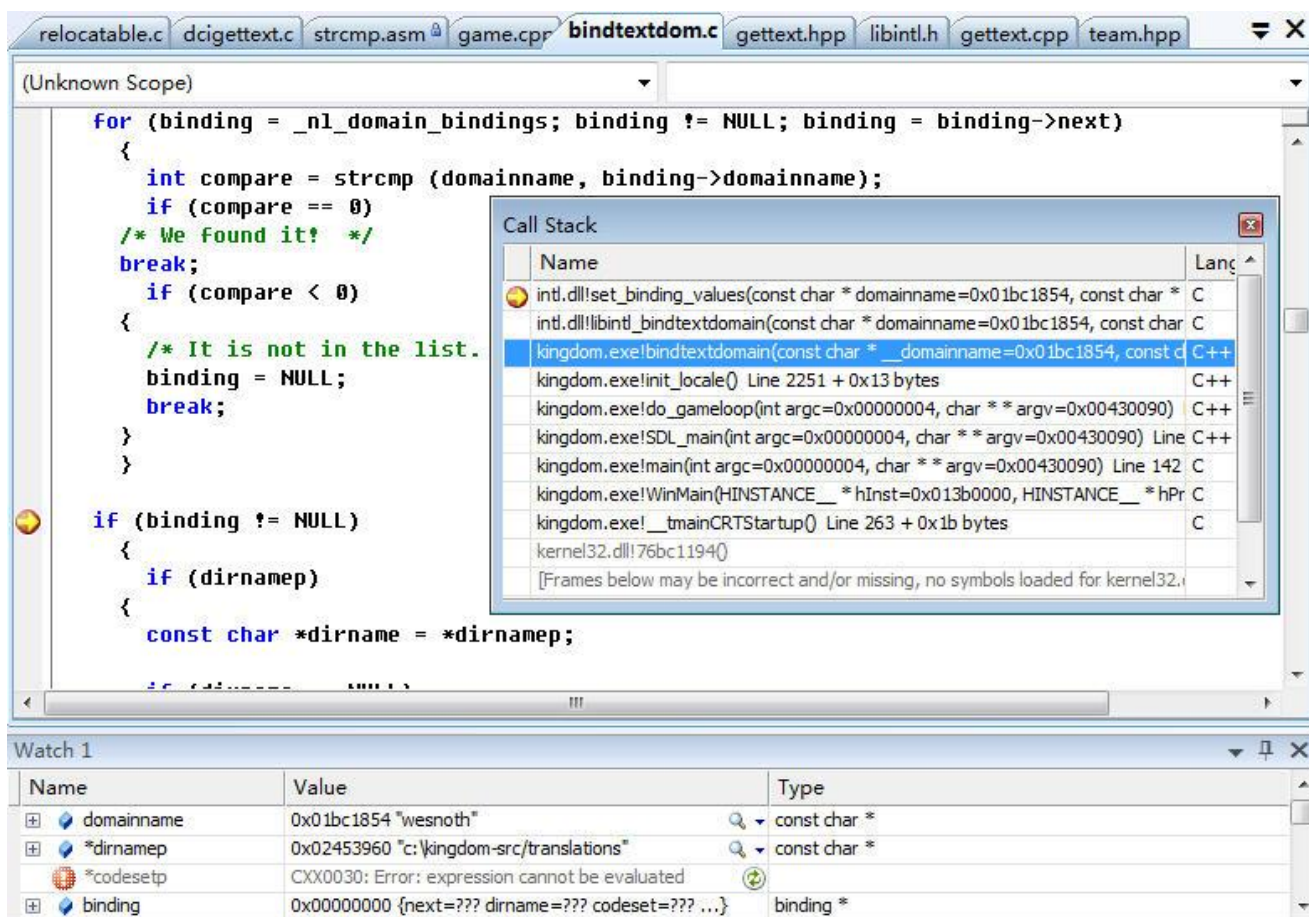 relocatable.c dcigettext.c strcmp.asm game.cpp bindtextdom.c gettext.hpp libintl.h gettext.cpp team.hpp
(Unknown Scope)
for (binding = _nl_domain_bindings; binding != NULL; binding = binding->next)
{
int compare = strcmp (domainname, binding->domainname);
if (compare == 0)
/* We found it! */
break;
if (compare < 0)
{
/* It is not in the list.
binding = NULL;
break;
}
}
if (binding != NULL)
{
if (dirnamep)
{
const char *dirname = *dirnamep;
Call Stack
Name Lang
intl.dll!set_binding_values(const char * domainname=0x01bc1854, const char * C
intl.dll!libintl_bindtextdomain(const char * domainname=0x01bc1854, const char C
kingdom.exe!bindtextdomain(const char * __domainname=0x01bc1854, const C++
kingdom.exe!init_locale() Line 2251 + 0x13 bytes C++
kingdom.exe!do_gameloop(int argc=0x00000004, char * * argv=0x00430090) C++
kingdom.exe!SDL_main(int argc=0x00000004, char * * argv=0x00430090) Line C++
kingdom.exe!main(int argc=0x00000004, char * * argv=0x00430090) Line 142 C
kingdom.exe!WinMain(HINSTANCE__ * hInst=0x013b0000, HINSTANCE__ * hPr C
kingdom.exe!__tmainCRTStartup() Line 263 + 0x1b bytes C
kernel32.dll!76bc1194()
[Frames below may be incorrect and/or missing, no symbols loaded for kernel32.
Watch 1
Name Value Type
domainname 0x01bc1854 "wesnoth" const char *
*dirnamep 0x02453960 "c:\kingdom-src/translations" const char *
*codesetp CXX0030: Error: expression cannot be evaluated
binding 0x00000000 {next=??? dirname=??? codeset=??? ...} binding *